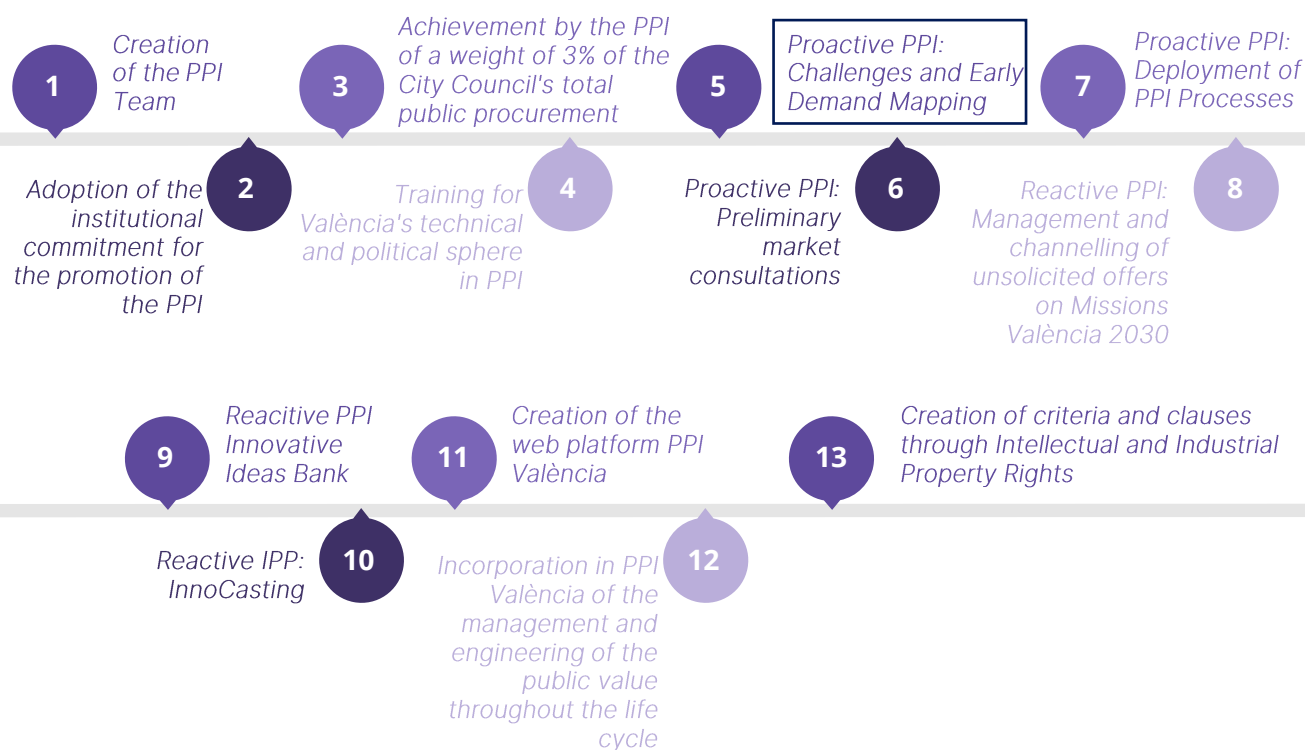 1
Creation
of the PPI
Team
2
Adoption of the
institutional
commitment for
the promotion of
the PPI
3
Achievement by the PPI
of a weight of 3% of the
City Council's total
public procurement
4
Training for
València's technical
and political sphere
in PPI
5
Proactive PPI:
Challenges and Early
Demand Mapping
6
Proactive PPI:
Preliminary
market
consultations
7
Proactive PPI:
Deployment of
PPI Processes
8
Reactive PPI:
Management and
channelling of
unsolicited offers
on Missions
València 2030
9
Reacitive PPI
Innovative
Ideas Bank
10
Reactive IPP:
InnoCasting
11
Creation of the
web platform PPI
València
12
Incorporation in PPI
València of the
management and
engineering of the
public value
throughout the life
cycle
13
Creation of criteria and clauses
through Intellectual and Industrial
Property Rights